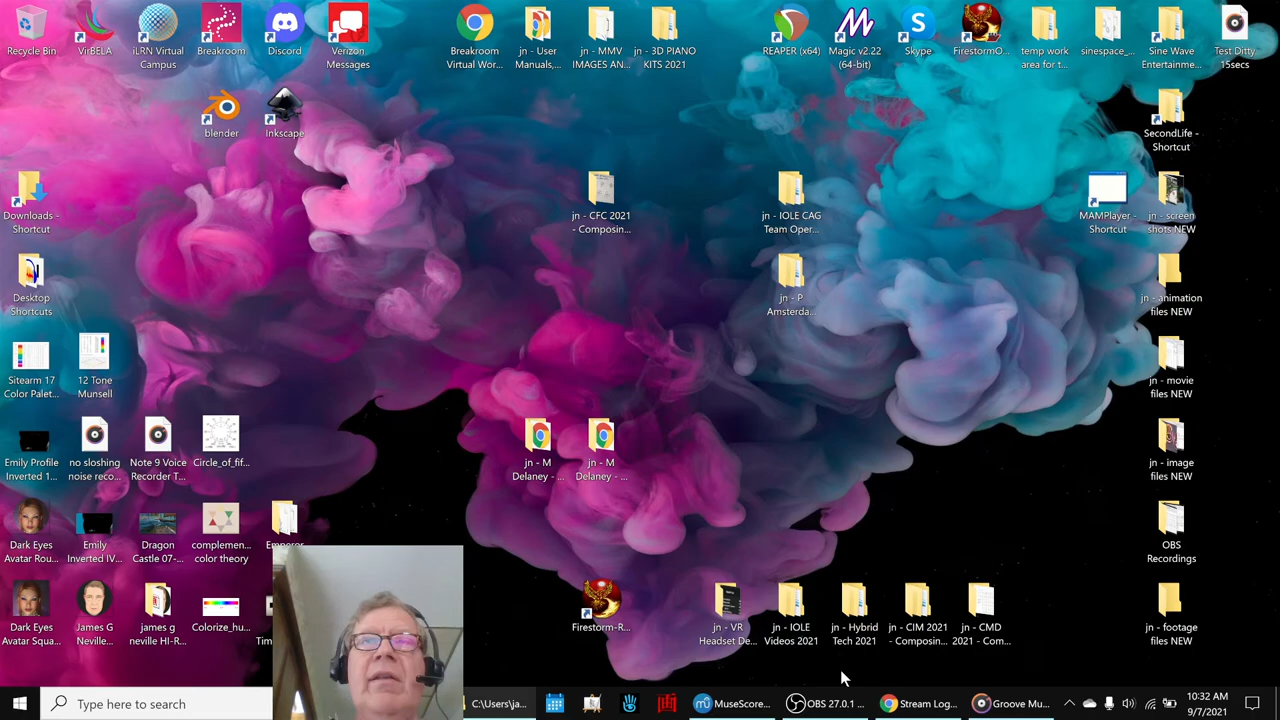 Recycle Bin
VirBELA
iLRN Virtual
Campus
Breakroom
Discord
Verizon
Messages
Breakroom
Virtual Wor...
jn - User
Manuals,...
jn - MMV
IMAGES AN...
jn - 3D PIANO
KITS 2021
REAPER (x64)
Magic v2.22
(64-bit)
Skype
FirestormO...
temp work
area for t...
sinespace_...
Sine Wave
Entertainme...
Test Ditty
15secs
blender
Inkscape
SecondLife -
Shortcut
Downloads -
Shortcut
jn - CFC 2021
- Composin...
jn - IOLE CAG
Team Oper...
MAMPlayer -
Shortcut
jn - screen
shots NEW
Desktop
Shortcuts
jn - P
Amsterda...
jn - animation
files NEW
Sitearm 17
Color Palet...
12 Tone
Munsell
jn - movie
files NEW
Emily Profile
Inverted 1...
no sloshing
noise reco...
Note 9 Voice
Recorder T...
Circle_of_fif...
jn - M
Delaney - ...
jn - M
Delaney - ...
jn - image
files NEW
Dark Eyes
Avatar Rou...
Emily
Inverted IV...
Dragon
Castle 07-...
complemen...
color theory
Emperor
OBS
Recordings
Dark Eyes
Avatar Squa...
James G
Neville...
james g
neville HI-R...
Colorize_hu...
Tim
Firestorm-R...
jn - VR
Headset De...
jn - IOLE
Videos 2021
jn - Hybrid
Tech 2021
jn - CIM 2021
- Composin...
jn - CMD
2021 - Com...
jn - footage
files NEW
Type here to search
C:\Users\ja...
MuseScore...
OBS 27.0.1 ...
Stream Log...
Groove Mu...
10:32 AM
9/7/2021